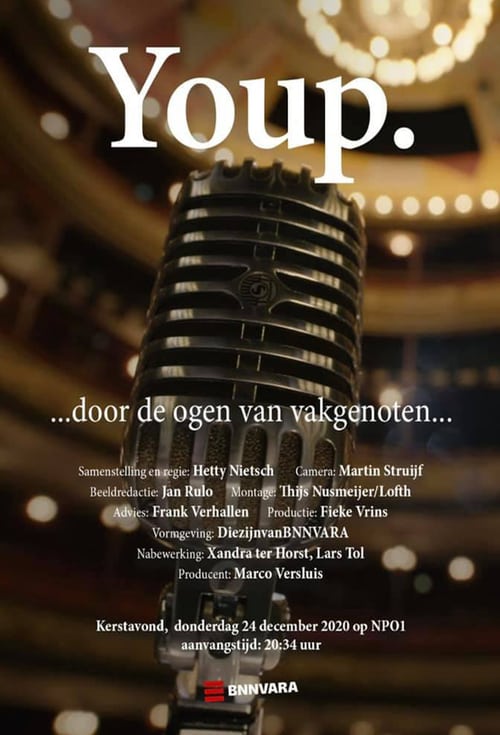 Youp.
...door de ogen van vakgenoten...
Samenstelling en regie: Hetty Nietsch Camera: Martin Struijf
Beeldredactie: Jan Rulo Montage: Thijs Nusmeijer/Lofth
Advies: Frank Verhallen Productie: Fieke Vrins
Vormgeving: DiezijnvanBNNVARA
Nabewerking: Xandra ter Horst, Lars Tol
Producent: Marco Versluis
Kerstavond, donderdag 24 december 2020 op NPO1
aanvangstijd: 20:34 uur
BNNVARA